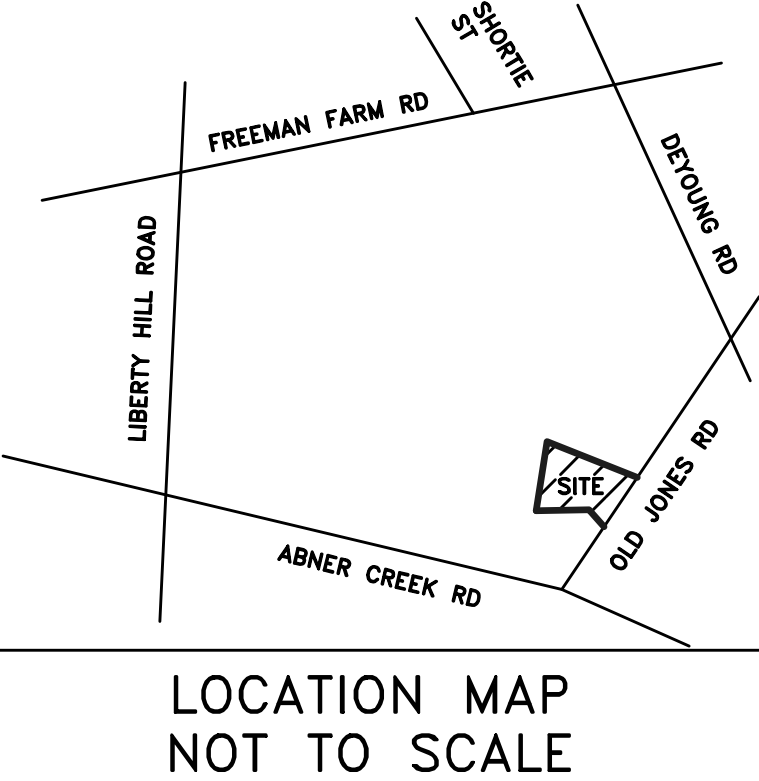 SHORTIE
ST
FREEMAN FARM RD
DEYOUNG RD
LIBERTY HILL ROAD
SITE
OLD JONES RD
ABNER CREEK RD
LOCATION MAP
NOT TO SCALE